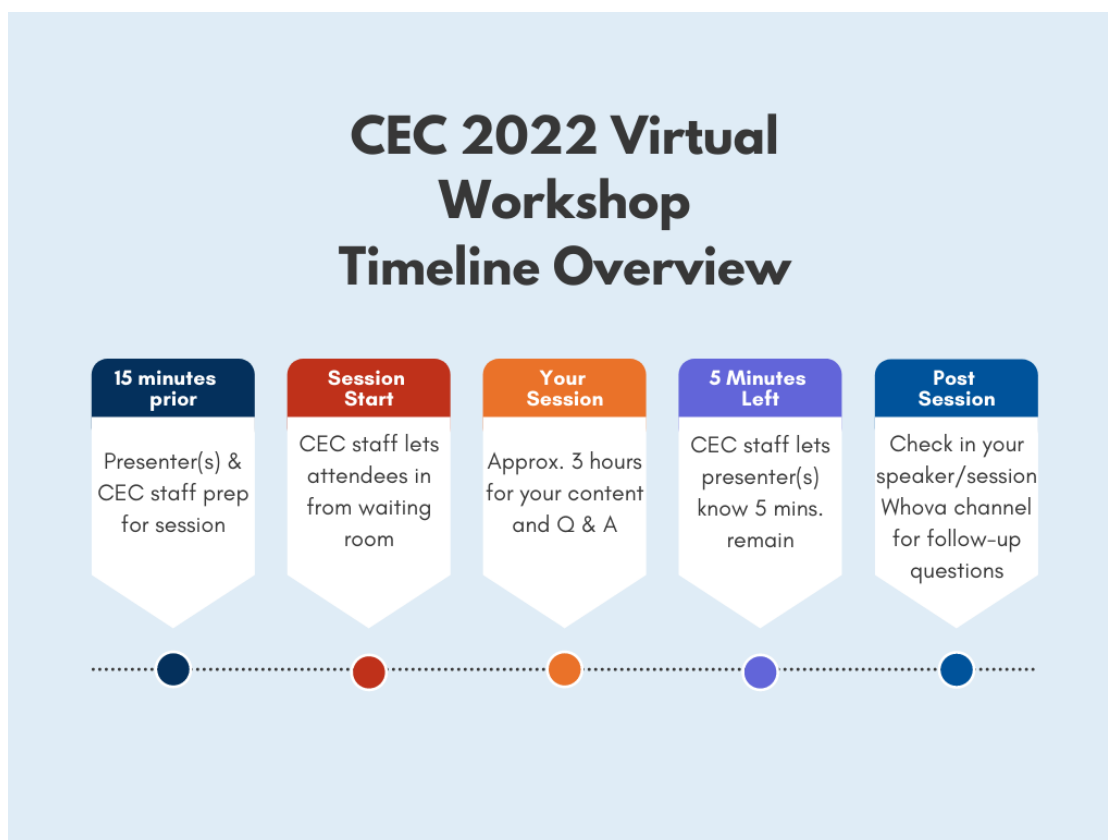 CEC 2022 Virtual
Workshop
Timeline Overview
15 minutes
prior
Presenter(s) &
CEC staff prep
for session
Session
Start
CEC staff lets
attendees in
from waiting
room
Your
Session
Approx. 3 hours
for your content
and Q & A
5 Minutes
Left
CEC staff lets
presenter(s)
know 5 mins.
remain
Post
Session
Check in your
speaker/session
Whova channel
for follow-up
questions